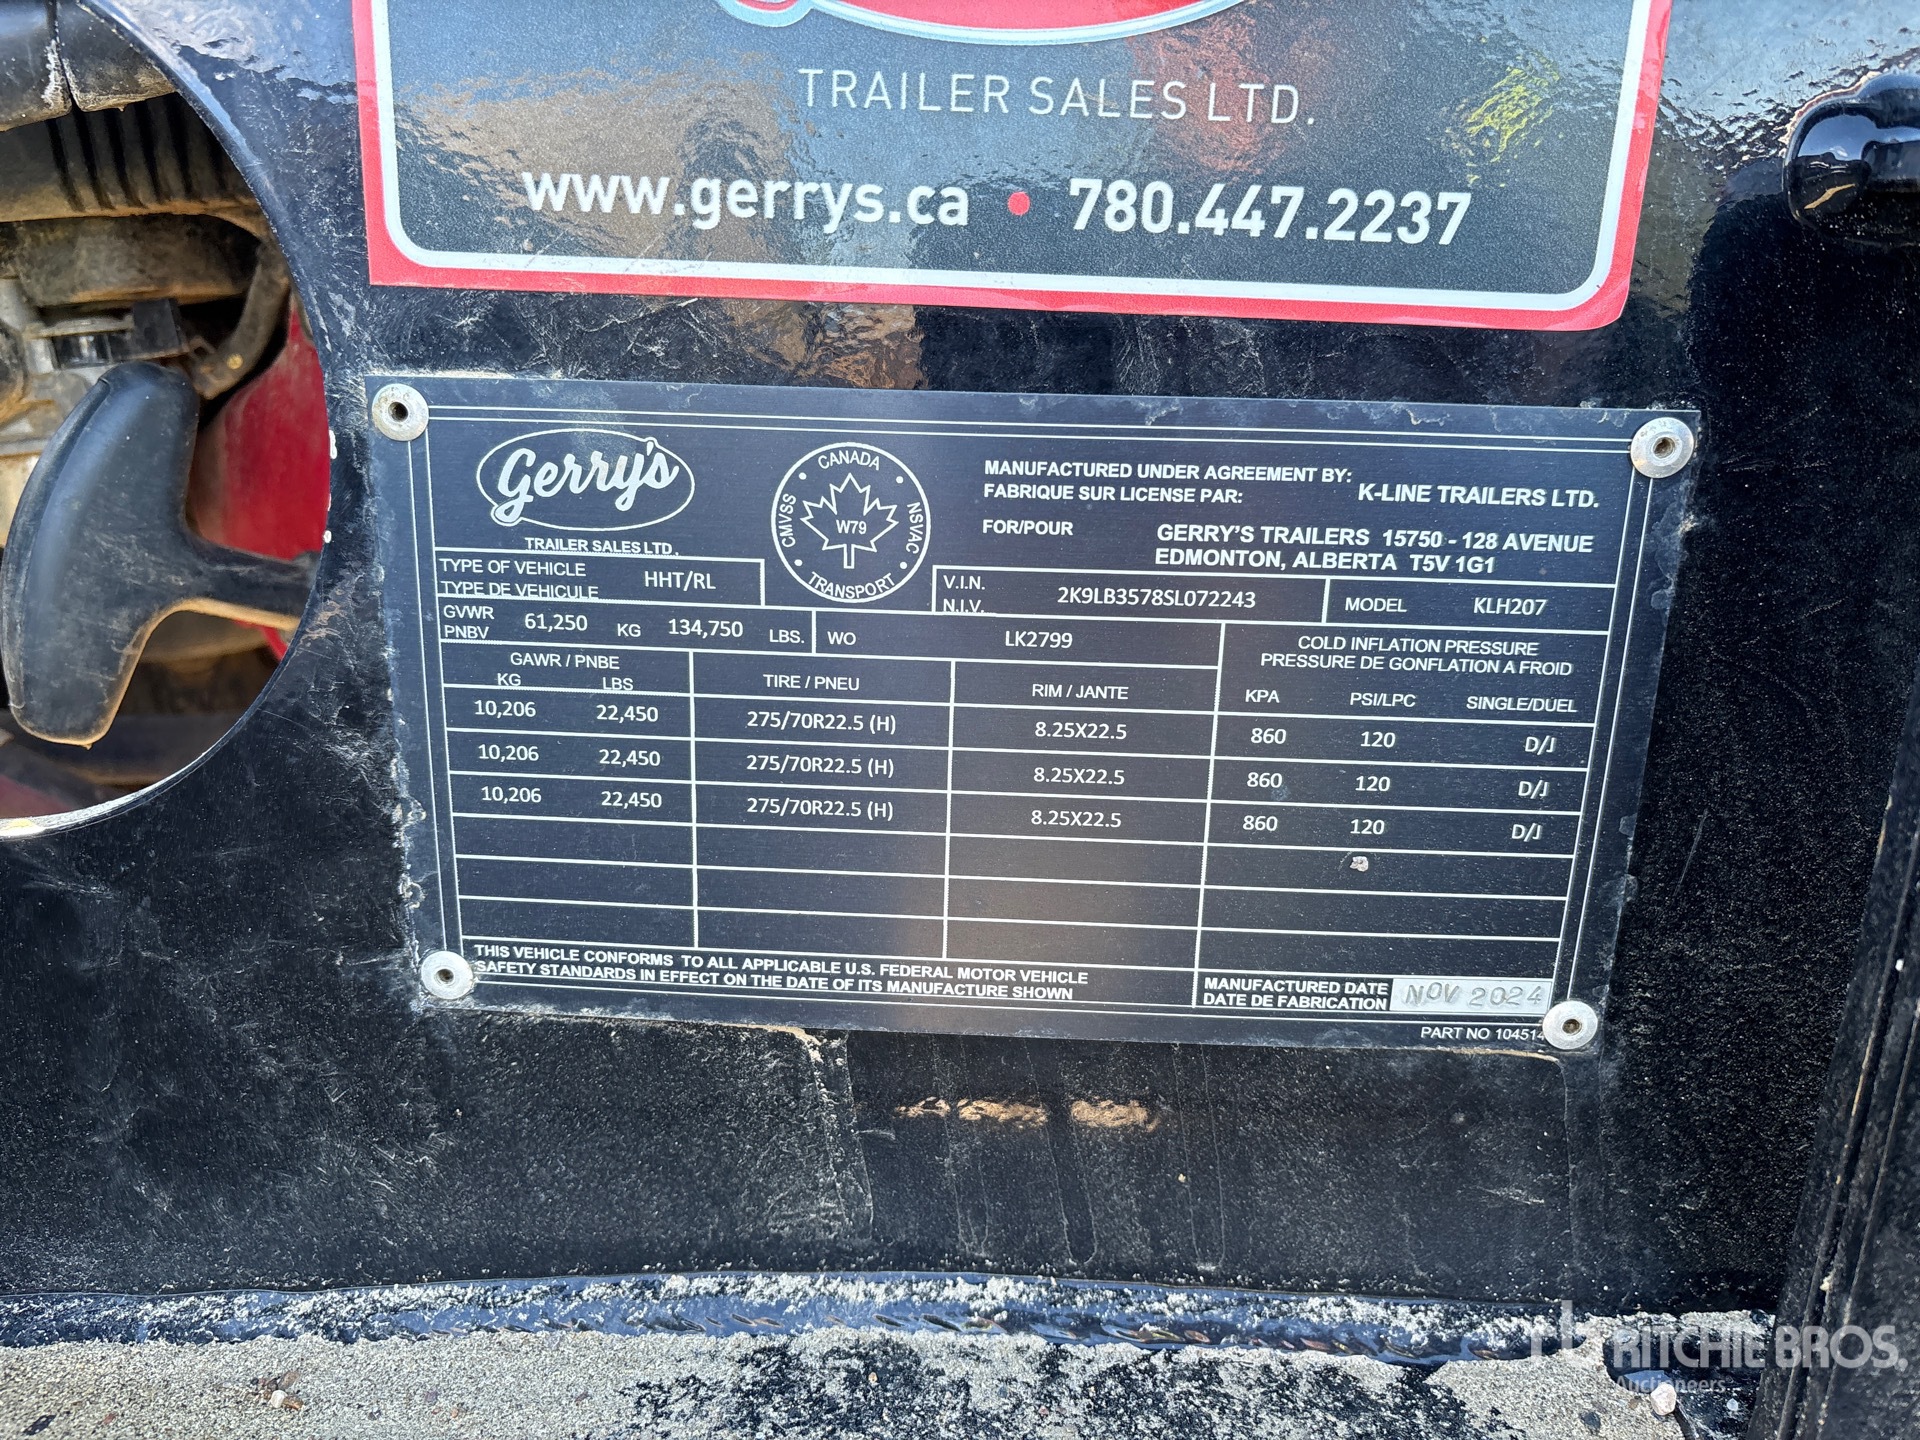 TRAILER SALES LTD.
www.gerrys.ca • 780.447.2237
Gerry's
TRAILER SALES LTD.
CANADA
CMVSS
NSVAC
W79
TRANSPORT
MANUFACTURED UNDER AGREEMENT BY:
FABRIQUE SUR LICENSE PAR:
K-LINE TRAILERS LTD.
FOR/POUR
GERRY'S TRAILERS 15750 - 128 AVENUE
EDMONTON, ALBERTA T5V 1G1
TYPE OF VEHICLE
TYPE DE VEHICULE
HHT/RL
V.I.N.
N.I.V.
2K9LB3578SL072243
MODEL KLH207
GVWR
PNBV
61,250 KG 134,750 LBS.
WO LK2799
COLD INFLATION PRESSURE
PRESSURE DE GONFLATION A FROID
GAWR / PNBE
KG LBS
TIRE / PNEU
RIM / JANTE
KPA PSI/LPC SINGLE/DUEL
10,206 22,450 275/70R22.5 (H) 8.25X22.5 860 120 D/J
10,206 22,450 275/70R22.5 (H) 8.25X22.5 860 120 D/J
10,206 22,450 275/70R22.5 (H) 8.25X22.5 860 120 D/J
THIS VEHICLE CONFORMS TO ALL APPLICABLE U.S. FEDERAL MOTOR VEHICLE
SAFETY STANDARDS IN EFFECT ON THE DATE OF ITS MANUFACTURE SHOWN
MANUFACTURED DATE
DATE DE FABRICATION
NOV 2024
PART NO 104514
rb RITCHIE BROS.
Auctioneers